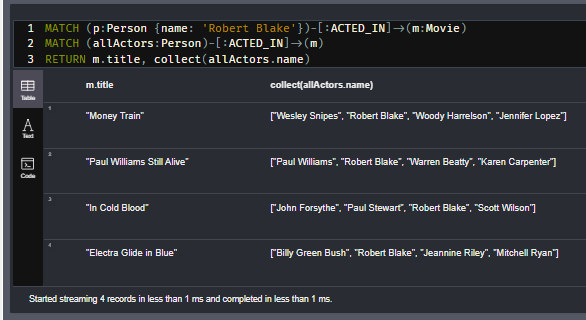 1 MATCH (p:Person {name: 'Robert Blake'})-[:ACTED_IN]→(m:Movie)
2 MATCH (allActors:Person)-[:ACTED_IN]→(m)
3 RETURN m.title, collect(allActors.name)
Table
Text
Code
m.title collect(allActors.name)
1 "Money Train" ["Wesley Snipes", "Robert Blake", "Woody Harrelson", "Jennifer Lopez"]
2 "Paul Williams Still Alive" ["Paul Williams", "Robert Blake", "Warren Beatty", "Karen Carpenter"]
3 "In Cold Blood" ["John Forsythe", "Paul Stewart", "Robert Blake", "Scott Wilson"]
4 "Electra Glide in Blue" ["Billy Green Bush", "Robert Blake", "Jeannine Riley", "Mitchell Ryan"]
Started streaming 4 records in less than 1 ms and completed in less than 1 ms.